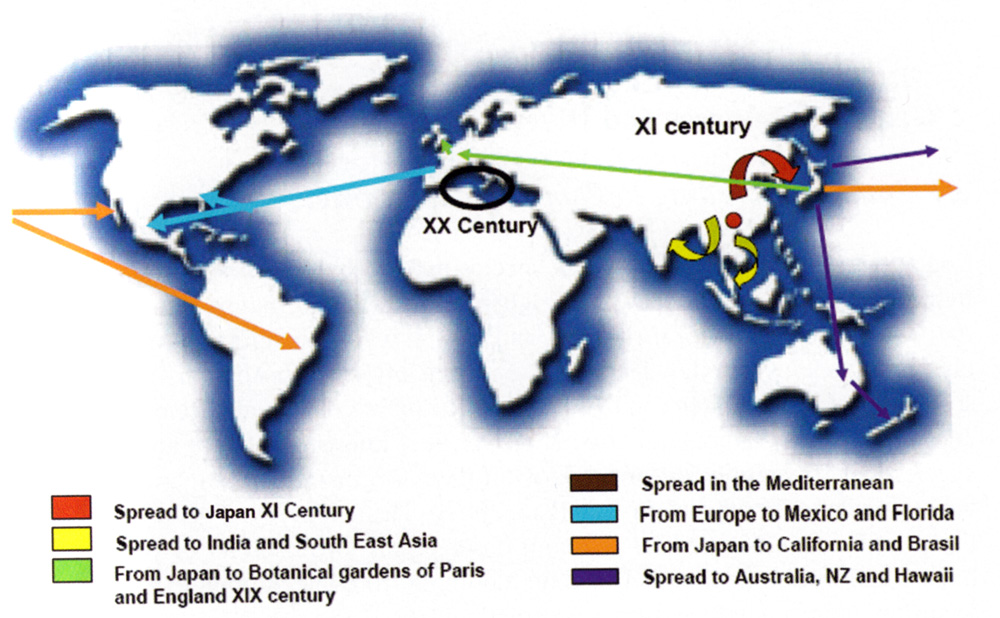 XI century
XX Century
Spread to Japan XI Century
Spread to India and South East Asia
From Japan to Botanical gardens of Paris
and England XIX century
Spread in the Mediterranean
From Europe to Mexico and Florida
From Japan to California and Brasil
Spread to Australia, NZ and Hawaii